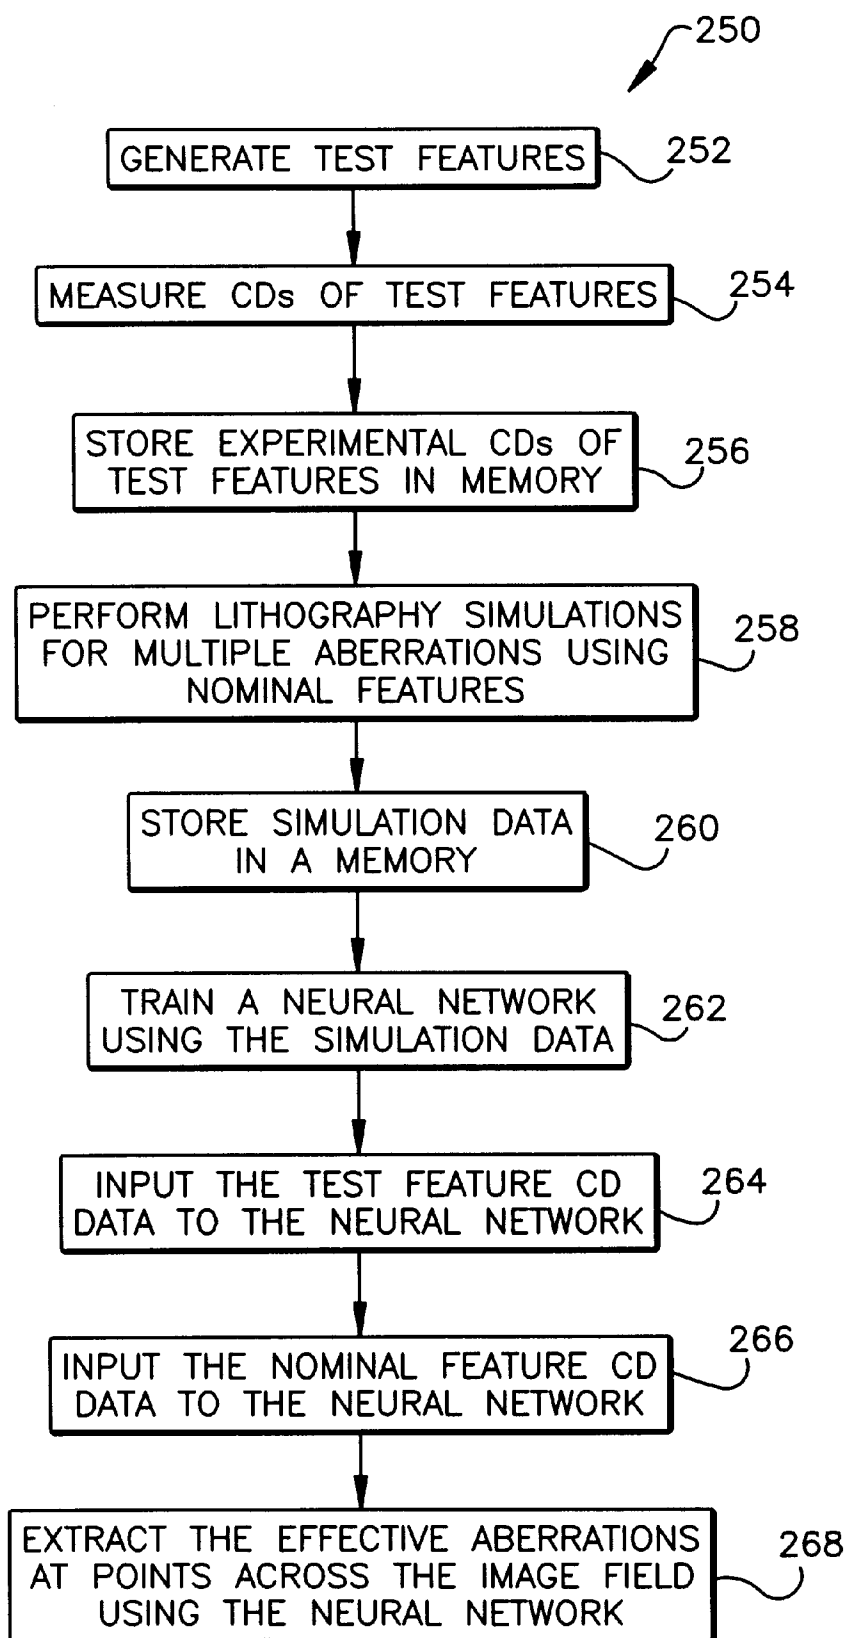 250
GENERATE TEST FEATURES
252
MEASURE CDs OF TEST FEATURES
254
STORE EXPERIMENTAL CDs OF
TEST FEATURES IN MEMORY
256
PERFORM LITHOGRAPHY SIMULATIONS
FOR MULTIPLE ABERRATIONS USING
NOMINAL FEATURES
258
STORE SIMULATION DATA
IN A MEMORY
260
TRAIN A NEURAL NETWORK
USING THE SIMULATION DATA
262
INPUT THE TEST FEATURE CD
DATA TO THE NEURAL NETWORK
264
INPUT THE NOMINAL FEATURE CD
DATA TO THE NEURAL NETWORK
266
EXTRACT THE EFFECTIVE ABERRATIONS
AT POINTS ACROSS THE IMAGE FIELD
USING THE NEURAL NETWORK
268